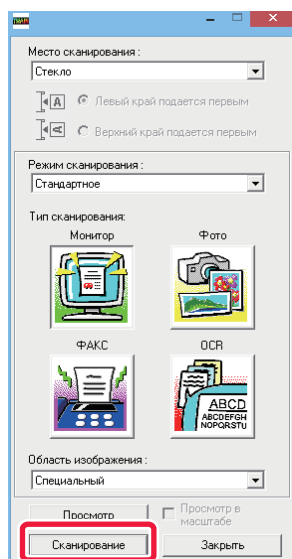 Место сканирования :
Стекло
A
Левый край подается первым
A
Верхний край подается первым
Режим сканирования :
Стандартное
Тип сканирования:
Монитор
Фото
ФАКС
OCR
ABCD
ABCDEFGH
NOPQRSTU
Область изображения :
Специальный
Просмотр
Просмотр в
масштабе
Сканирование
Закрыть